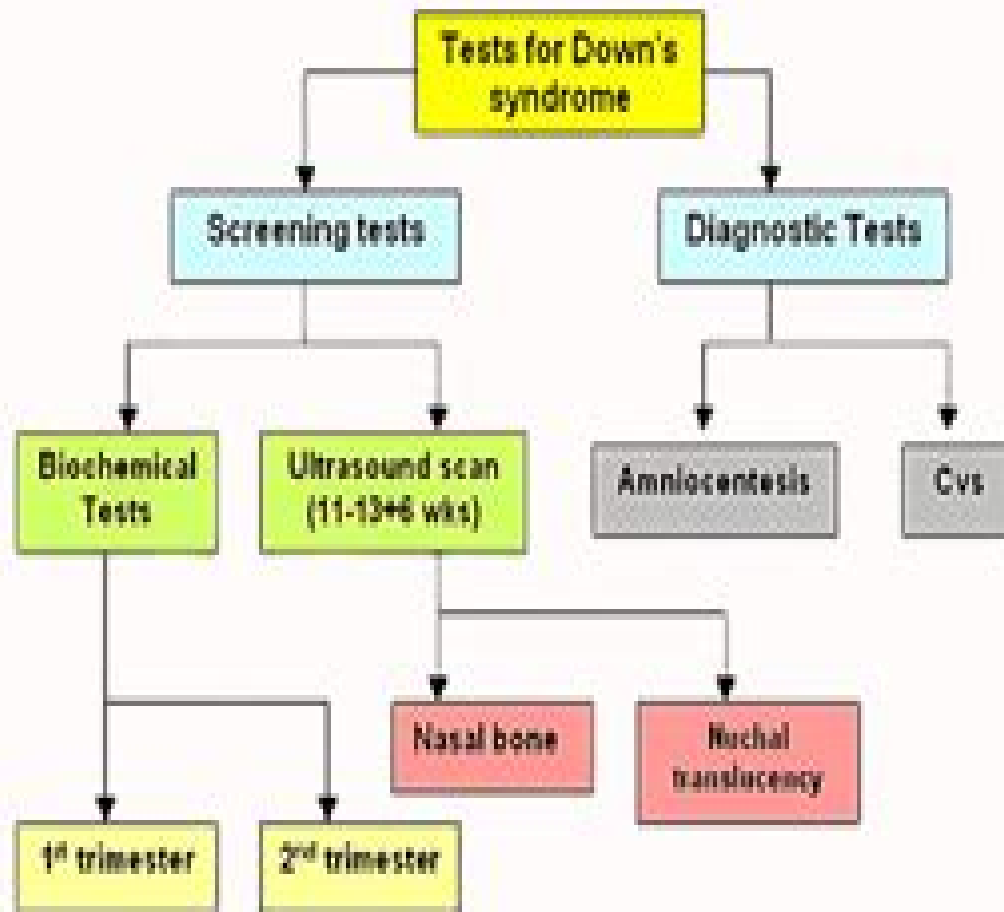 Tests for Down's
syndrome
Screening tests
Diagnostic Tests
Biochemical
Tests
Ultrasound scan
(11-13+6 wks)
Amniocentesis
Cvs
Nasal bone
Nuchal
translucency
1st trimester
2nd trimester